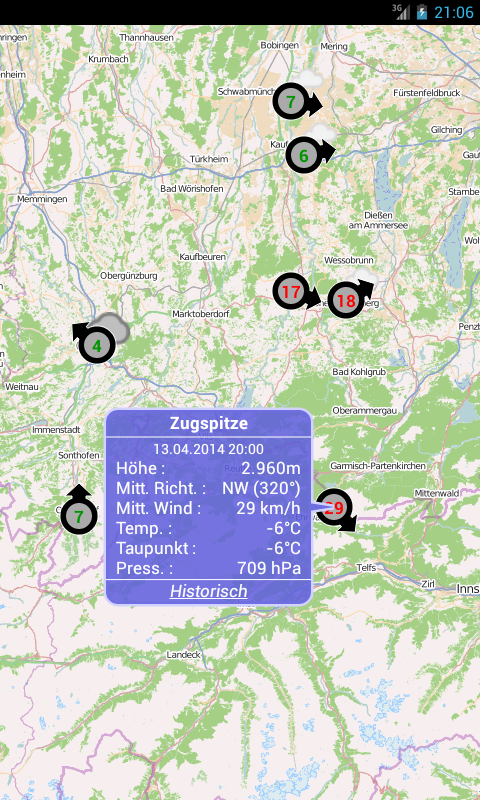 3G 21:06
Thannhausen
Bobingen
Mering
Krumbach
Schwabmünch
Fürstenfeldbruck
7
Gilching
Kauf
6
Türkheim
Bad Wörishofen
Memmingen
Dießen
am Ammersee
Kaufbeuren
Wessobrunn
Obergünzburg
17
18
Marktoberdorf
4
Bad Kohlgrub
Weitnau
Oberammergau
Immenstadt
Sonthofen
Garmisch-Partenkirchen
Mittenwald
7
29
Zugspitze
13.04.2014 20:00
Höhe : 2.960m
Mitt. Richt. : NW (320°)
Mitt. Wind : 29 km/h
Temp. : -6°C
Taupunkt : -6°C
Press. : 709 hPa
Historisch
Telfs
Zirl
Inns
Landeck